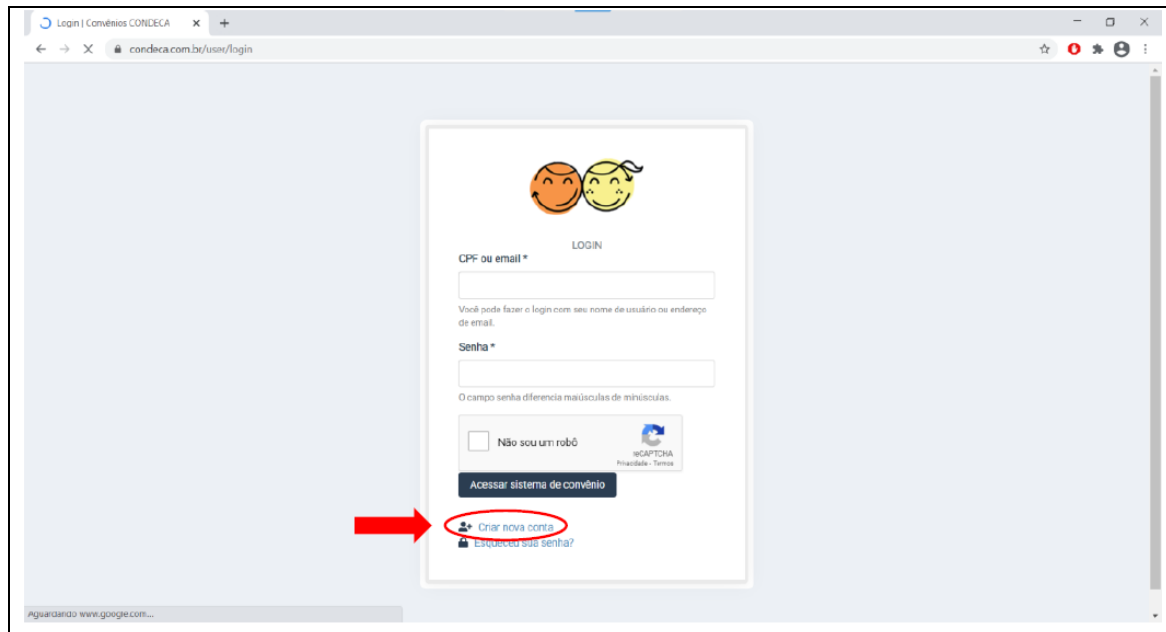 Login | Convênios CONDECA
condeca.com.br/user/login
LOGIN
CPF ou email *
Você pode fazer o login com seu nome de usuário ou endereço
de email.
Senha *
O campo senha diferencia maiúsculas de minúsculas.
Não sou um robô
reCAPTCHA
Privacidade - Termos
Acessar sistema de convênio
Criar nova conta
Esqueceu sua senha?
Aguardando www.google.com...